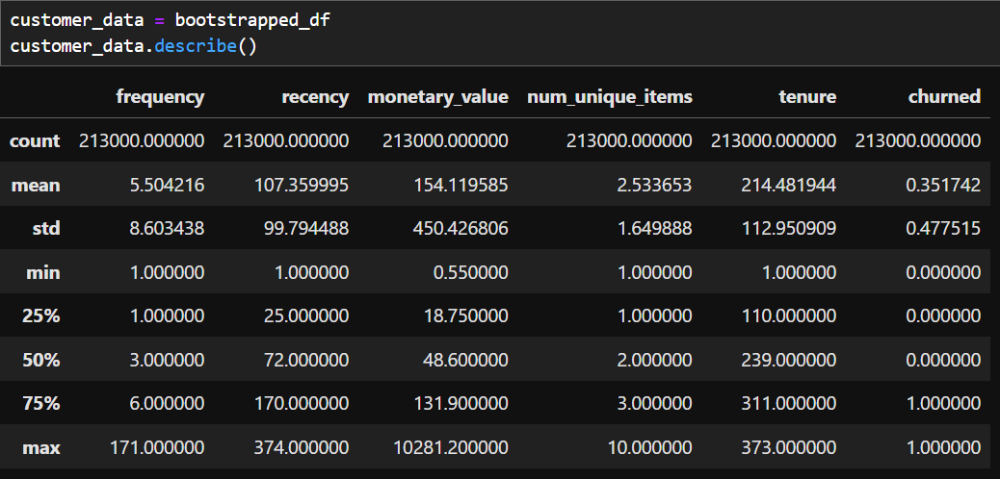 customer_data = bootstrapped_df
customer_data.describe()
frequency recency monetary_value num_unique_items tenure churned
count 213000.000000 213000.000000 213000.000000 213000.000000 213000.000000 213000.000000
mean 5.504216 107.359995 154.119585 2.533653 214.481944 0.351742
std 8.603438 99.794488 450.426806 1.649888 112.950909 0.477515
min 1.000000 1.000000 0.550000 1.000000 1.000000 0.000000
25% 1.000000 25.000000 18.750000 1.000000 110.000000 0.000000
50% 3.000000 72.000000 48.600000 2.000000 239.000000 0.000000
75% 6.000000 170.000000 131.900000 3.000000 311.000000 1.000000
max 171.000000 374.000000 10281.200000 10.000000 373.000000 1.000000